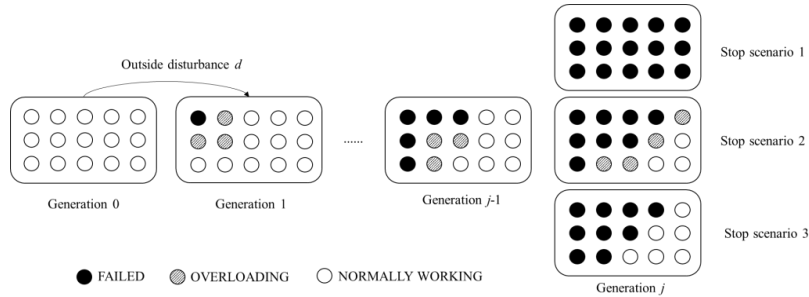 Outside disturbance d
Generation 0
Generation 1
......
Generation j-1
Stop scenario 1
Stop scenario 2
Stop scenario 3
Generation j
FAILED
OVERLOADING
NORMALLY WORKING